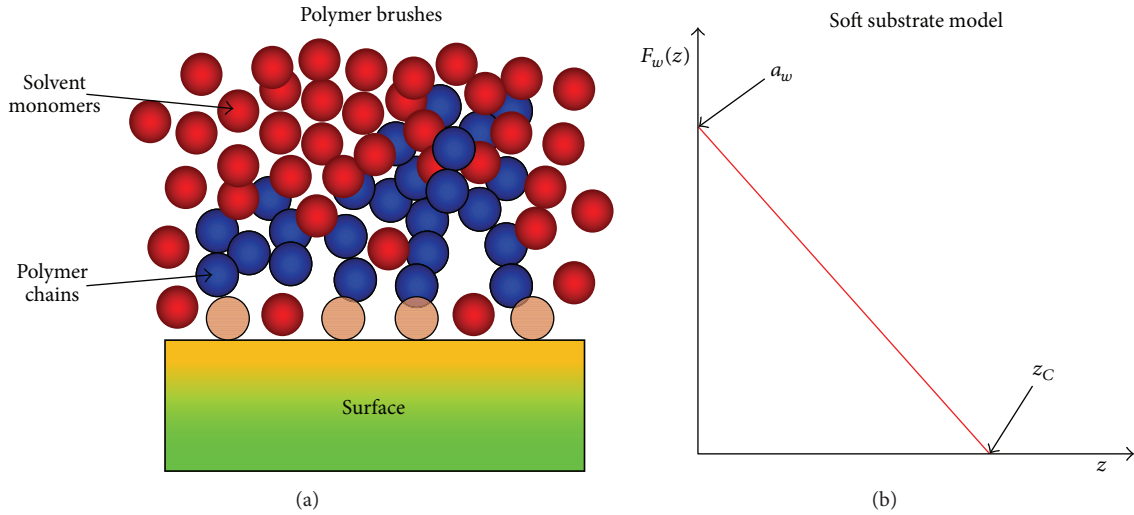 Polymer brushes
Solvent
monomers
Polymer
chains
Surface
(a)
Soft substrate model
F_w(z)
a_w
z_C
z
(b)